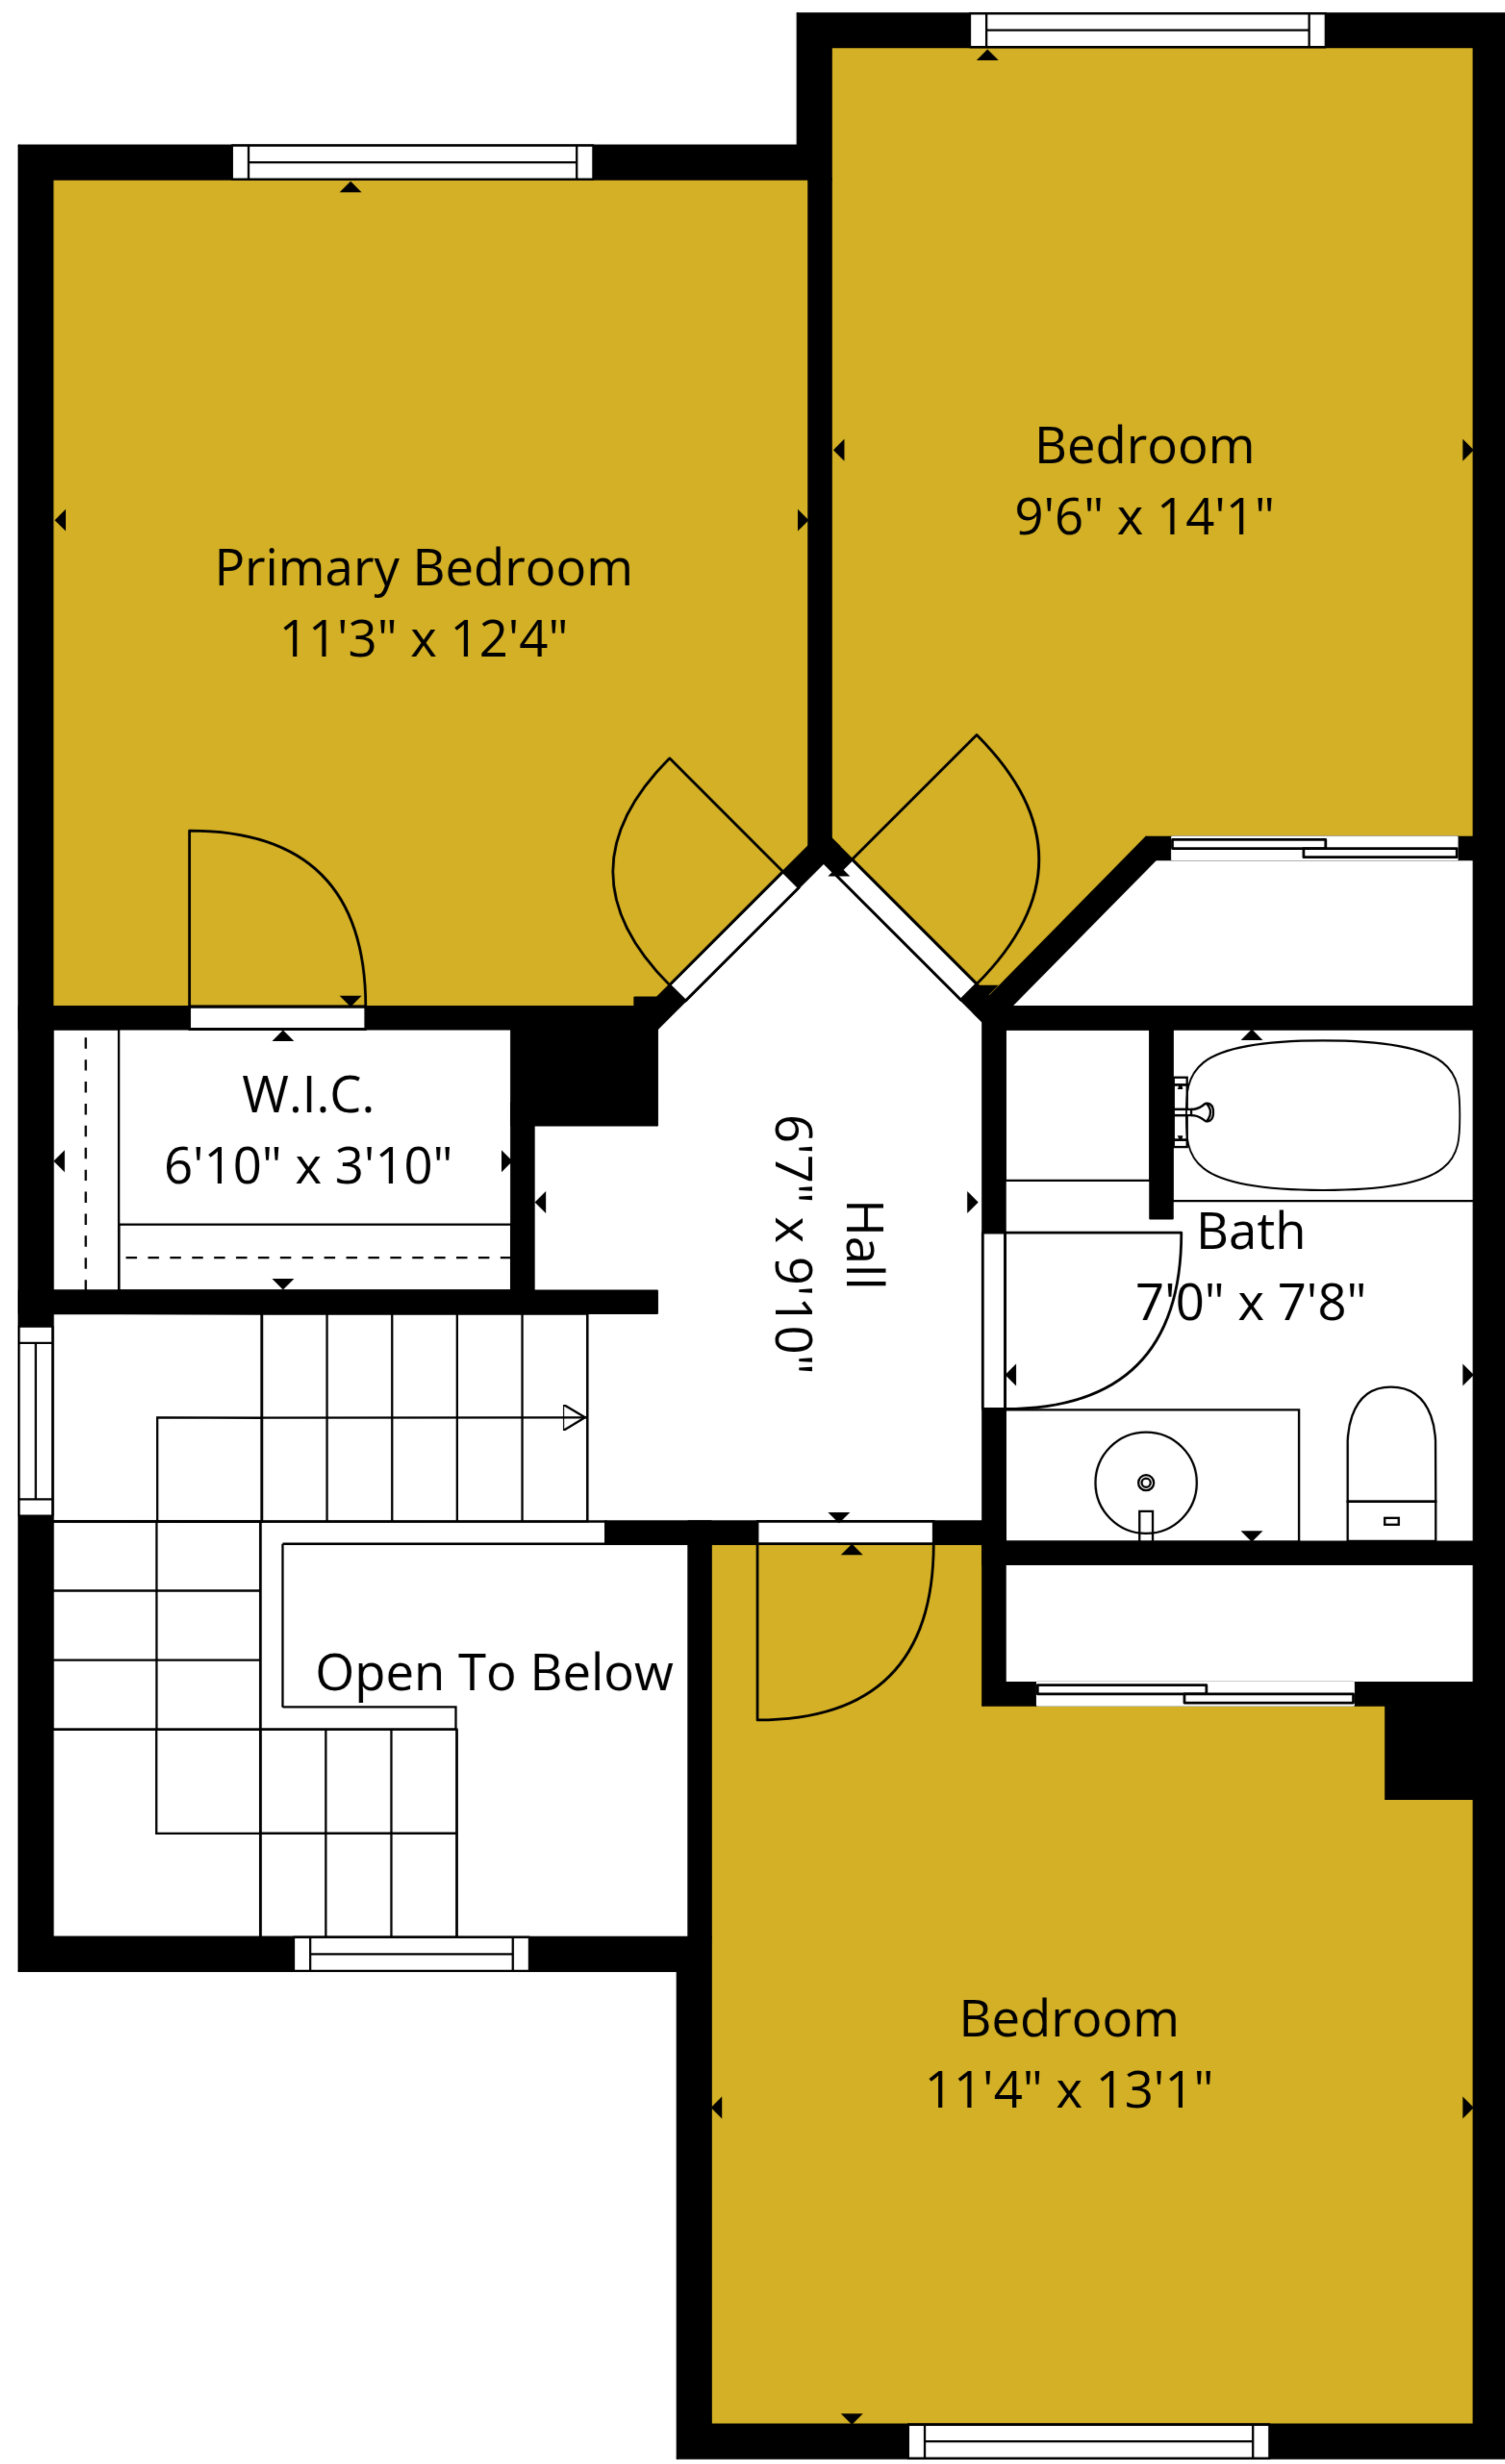 Bedroom
9'6" x 14'1"
Primary Bedroom
11'3" x 12'4"
W.I.C.
6'10" x 3'10"
Hall
6'7" x 9'10"
Bath
7'0" x 7'8"
Open To Below
Bedroom
11'4" x 13'1"